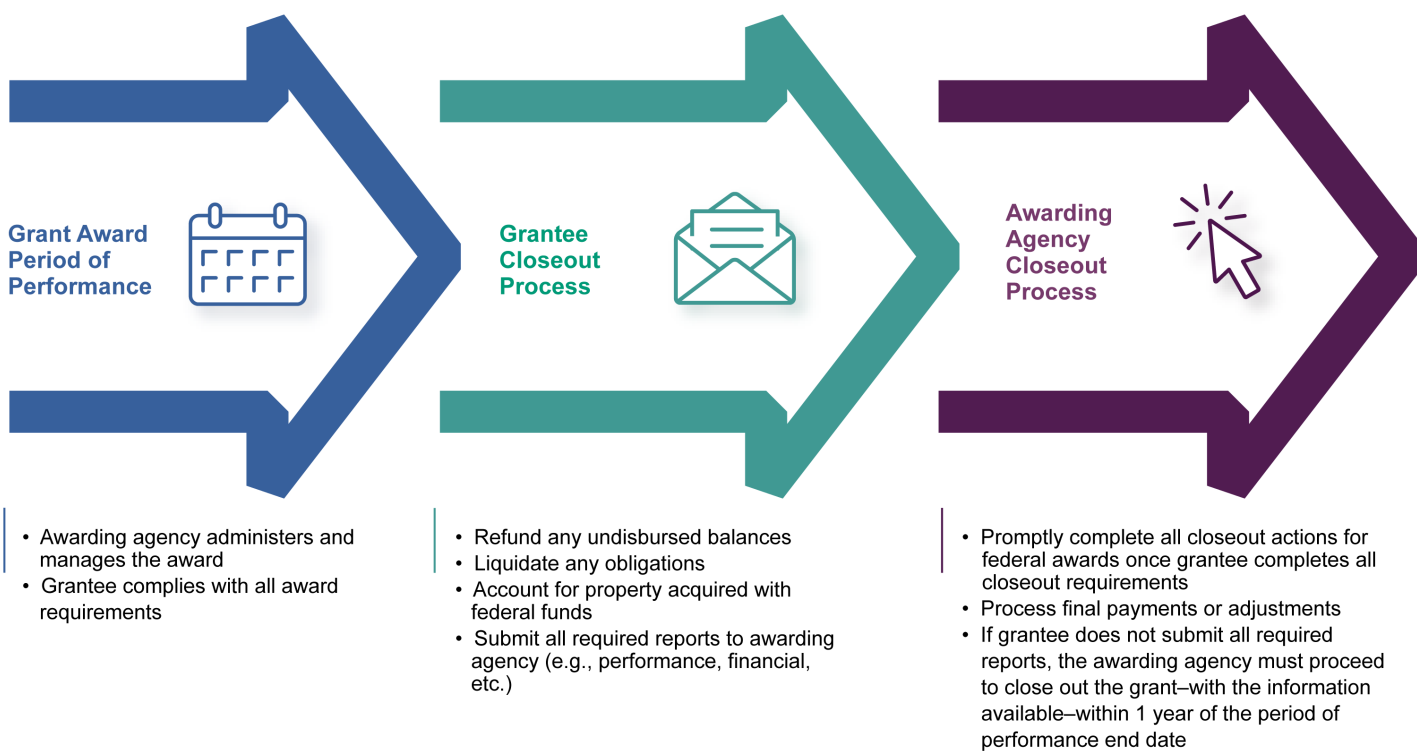 Grant Award
Period of
Performance
Grantee
Closeout
Process
Awarding
Agency
Closeout
Process
• Awarding agency administers and
manages the award
• Grantee complies with all award
requirements
• Refund any undisbursed balances
• Liquidate any obligations
• Account for property acquired with
federal funds
• Submit all required reports to awarding
agency (e.g., performance, financial,
etc.)
• Promptly complete all closeout actions for
federal awards once grantee completes all
closeout requirements
• Process final payments or adjustments
• If grantee does not submit all required
reports, the awarding agency must proceed
to close out the grant–with the information
available–within 1 year of the period of
performance end date